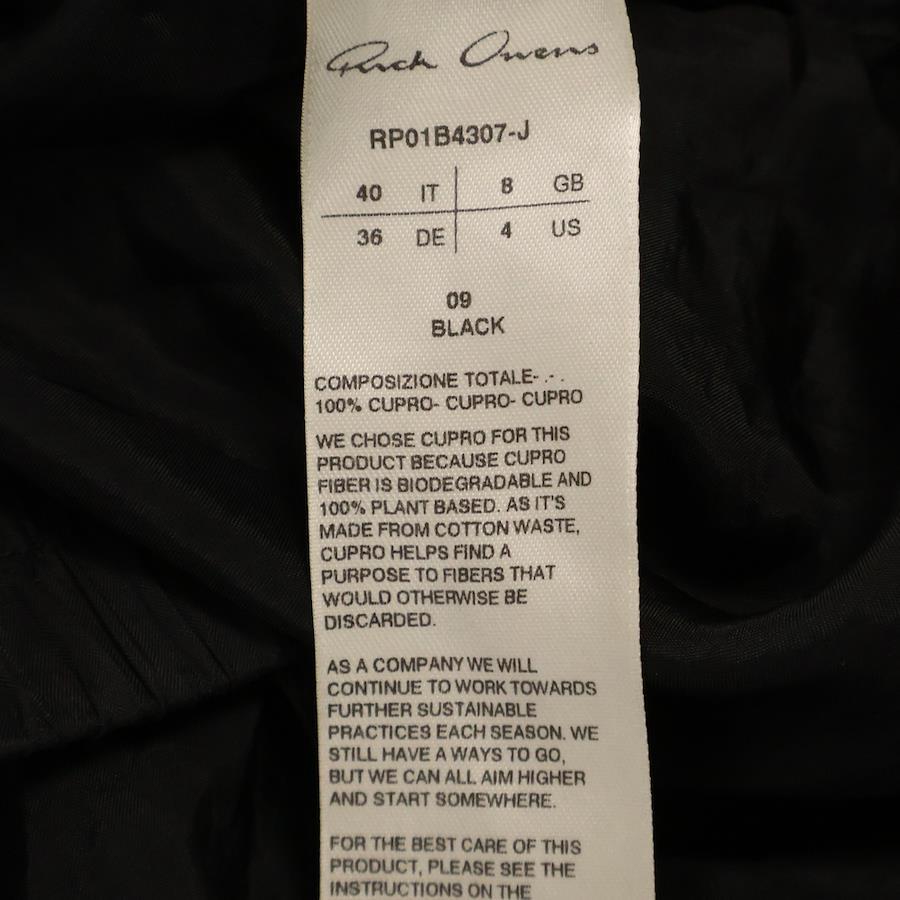 Rick Owens
RP01B4307-J
40 IT 8 GB
36 DE 4 US
09
BLACK
COMPOSIZIONE TOTALE- .- .
100% CUPRO- CUPRO- CUPRO
WE CHOSE CUPRO FOR THIS
PRODUCT BECAUSE CUPRO
FIBER IS BIODEGRADABLE AND
100% PLANT BASED. AS IT'S
MADE FROM COTTON WASTE,
CUPRO HELPS FIND A
PURPOSE TO FIBERS THAT
WOULD OTHERWISE BE
DISCARDED.
AS A COMPANY WE WILL
CONTINUE TO WORK TOWARDS
FURTHER SUSTAINABLE
PRACTICES EACH SEASON. WE
STILL HAVE A WAYS TO GO,
BUT WE CAN ALL AIM HIGHER
AND START SOMEWHERE.
FOR THE BEST CARE OF THIS
PRODUCT, PLEASE SEE THE
INSTRUCTIONS ON THE